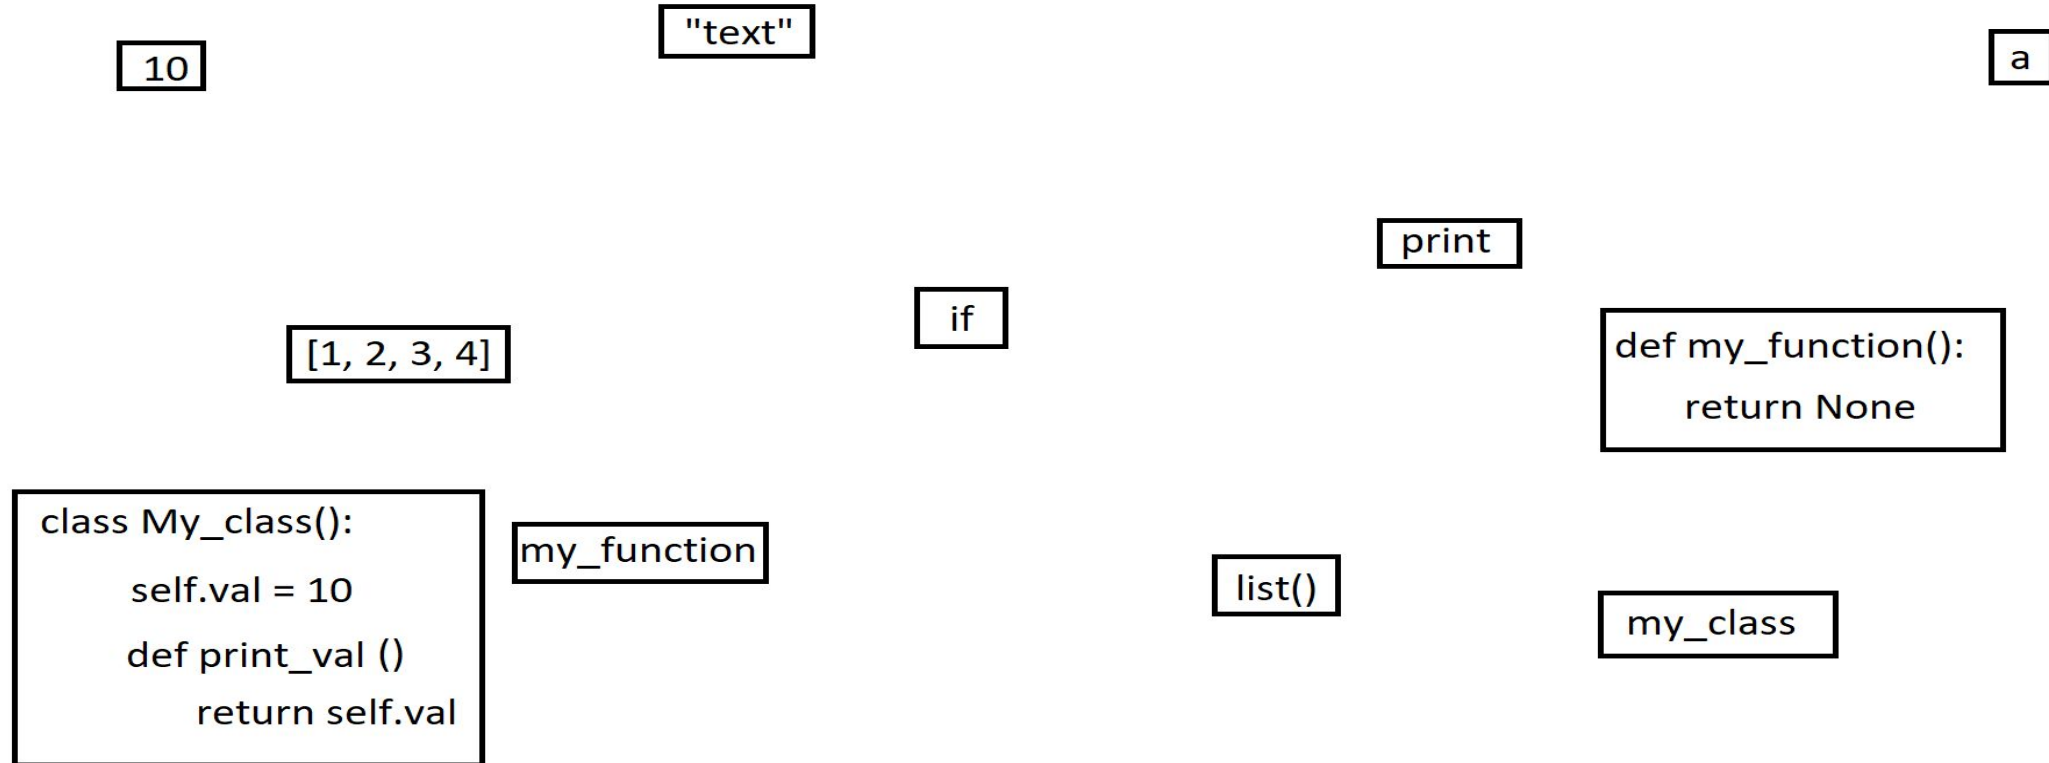 "text"
10
a
print
if
[1, 2, 3, 4]
def my_function():
return None
class My_class():
self.val = 10
def print_val ()
return self.val
my_function
list()
my_class